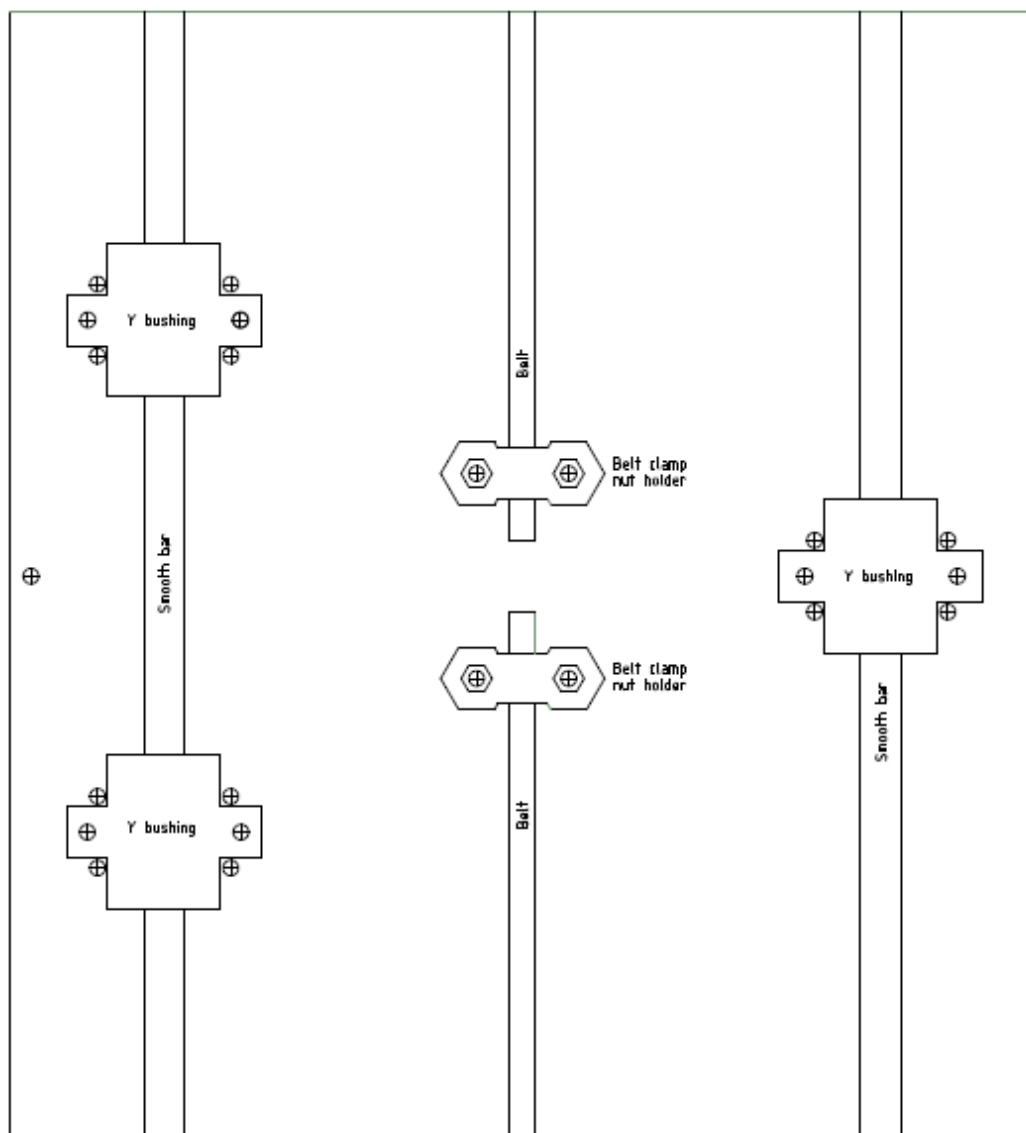 Y bushing
Belt
Belt clamp
nut holder
Smooth bar
Y bushing
Belt clamp
nut holder
Smooth bar
Belt
Y bushing